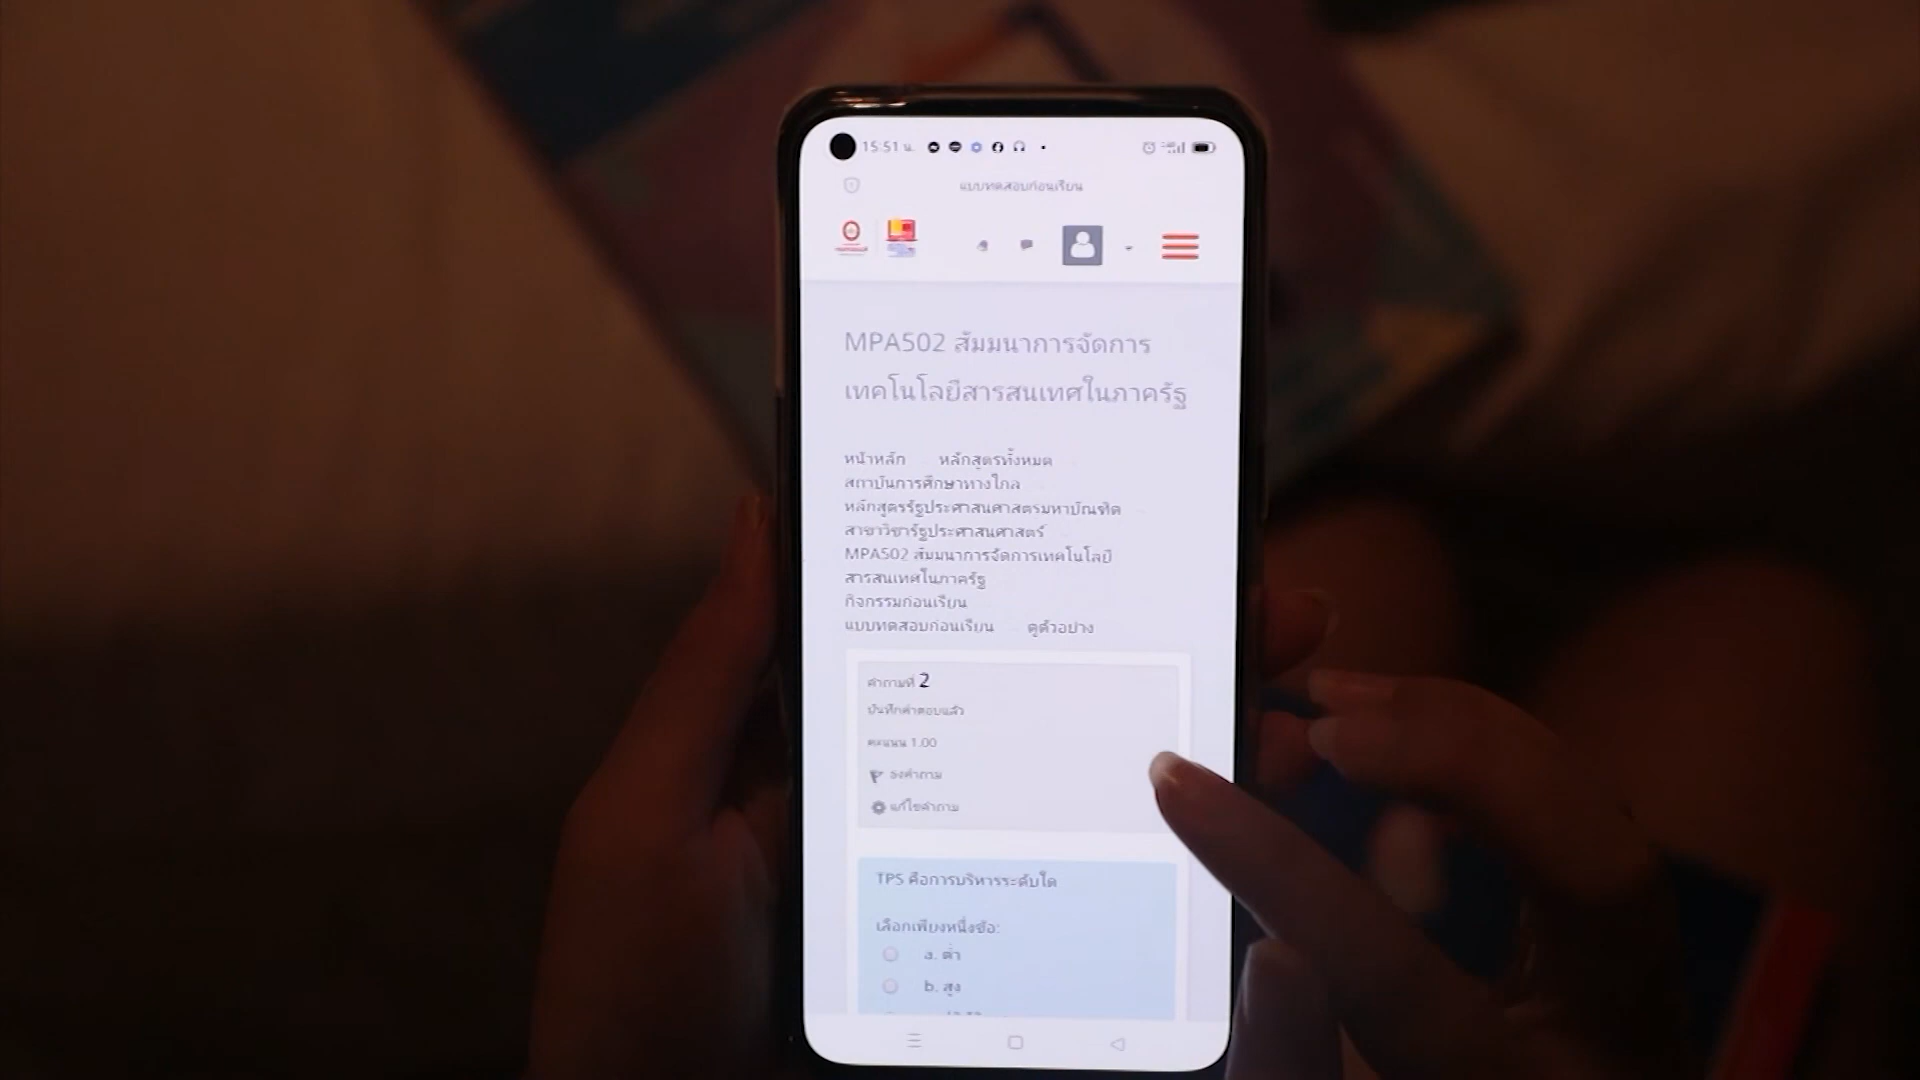 15:51 น.
แบบทดสอบก่อนเรียน
MPA502 สัมมนาการจัดการ
เทคโนโลยีสารสนเทศในภาครัฐ
หน้าหลัก หลักสูตรทั้งหมด
สถาบันการศึกษาทางไกล
หลักสูตรรัฐประศาสนศาสตรมหาบัณฑิต
สาขาวิชารัฐประศาสนศาสตร์
MPA502 สัมมนาการจัดการเทคโนโลยี
สารสนเทศในภาครัฐ
กิจกรรมก่อนเรียน
แบบทดสอบก่อนเรียน ดูตัวอย่าง
คำถามที่ 2
บันทึกคำตอบแล้ว
คะแนน 1.00
ธงคำถาม
แก้ไขคำถาม
TPS คือการบริหารระดับใด
เลือกเพียงหนึ่งข้อ:
a. ต่ำ
b. สูง